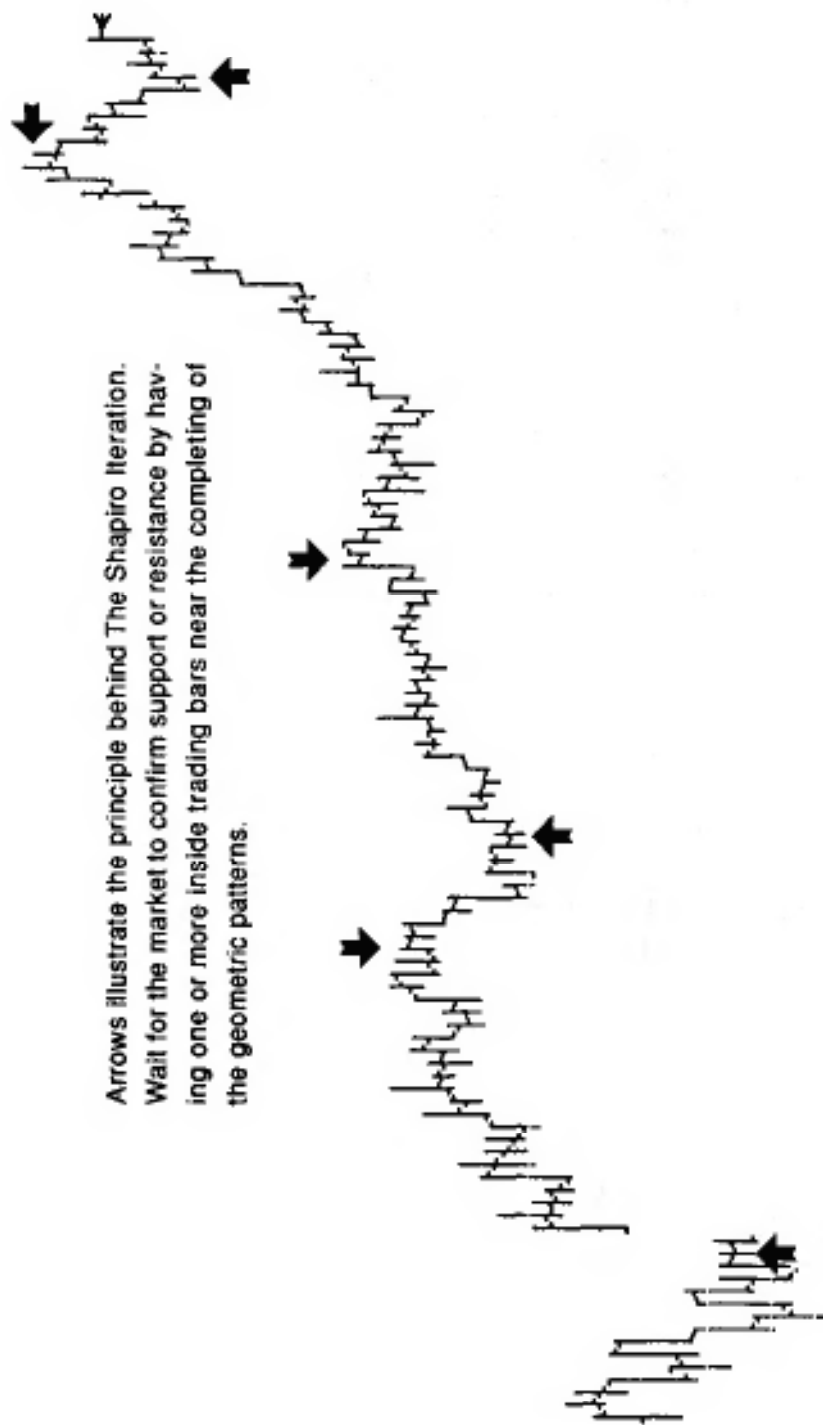 Arrows illustrate the principle behind The Shapiro Iteration.
Wait for the market to confirm support or resistance by hav-
ing one or more inside trading bars near the completing of
the geometric patterns.